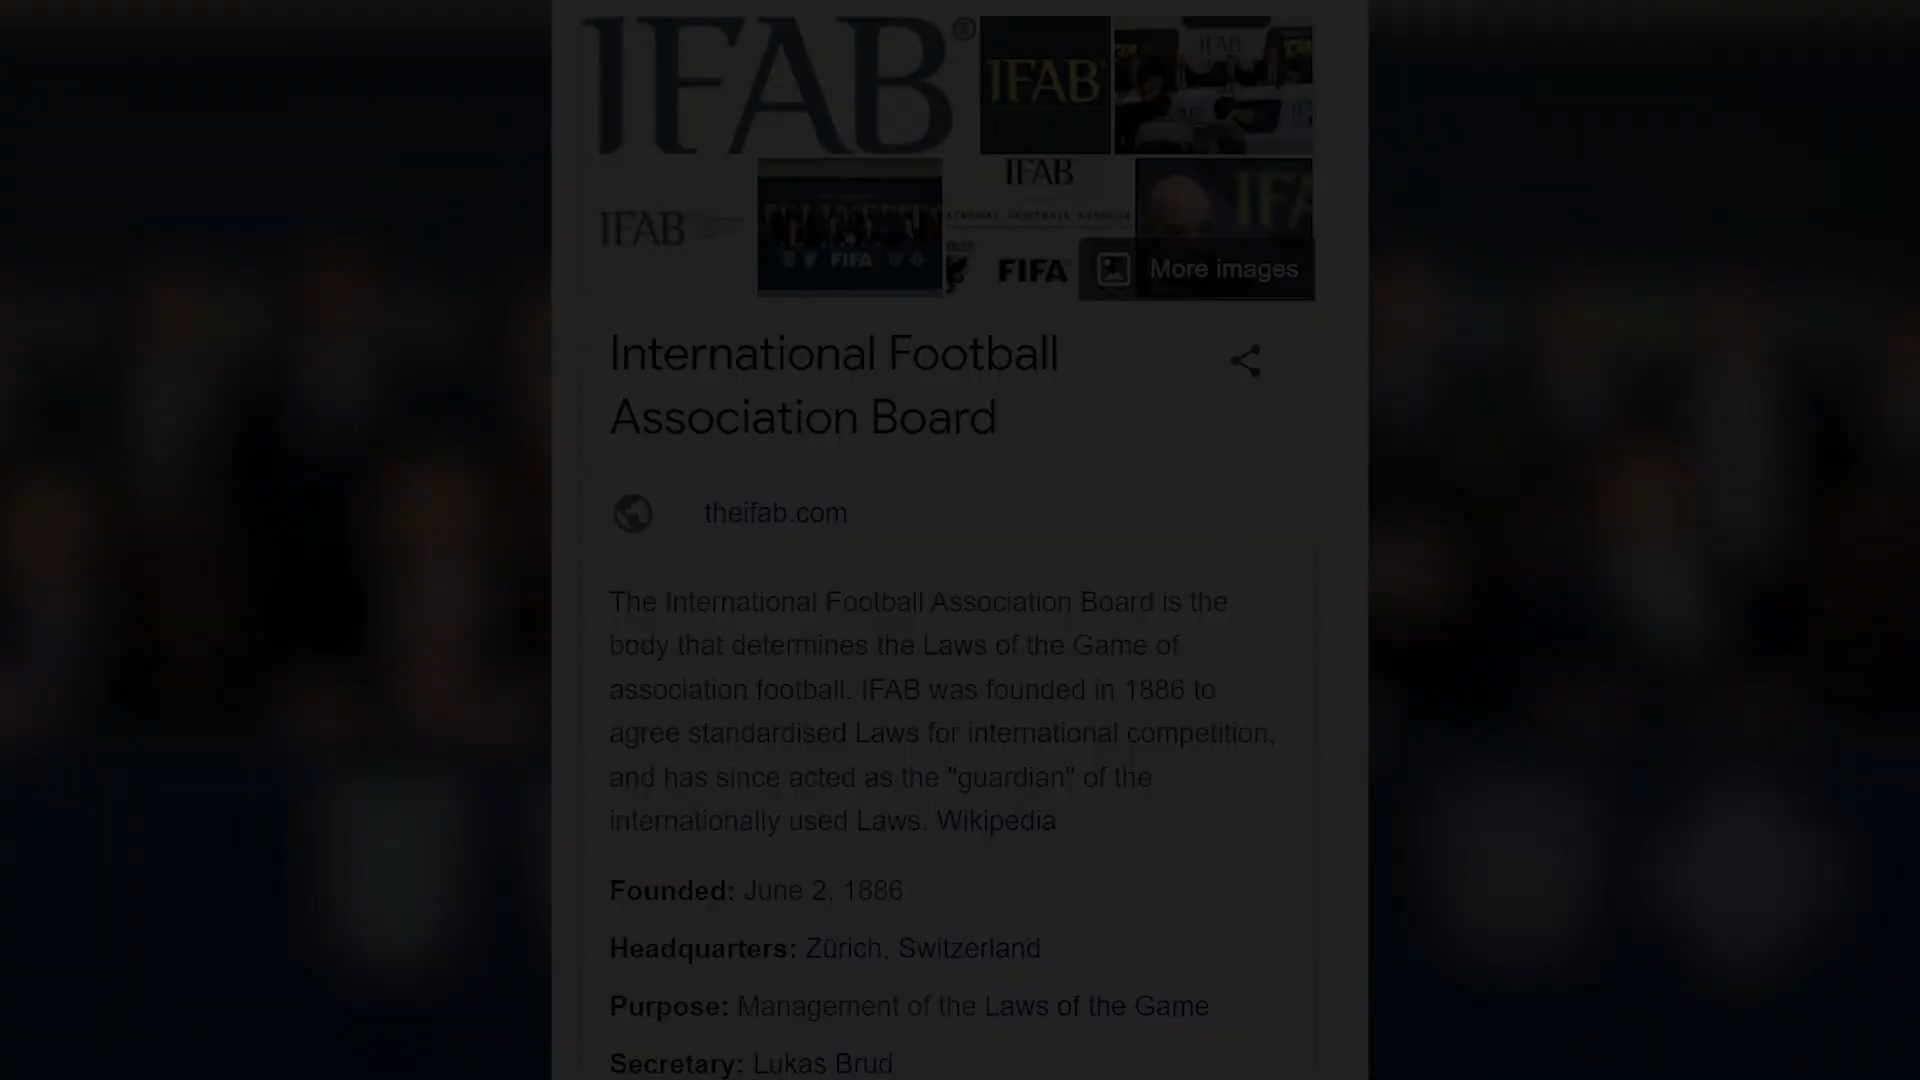 IFAB®
IFAB
IFAB
IFAB
FIFA
IFAB
FIFA
More images
International Football
Association Board
theifab.com
The International Football Association Board is the
body that determines the Laws of the Game of
association football. IFAB was founded in 1886 to
agree standardised Laws for international competition,
and has since acted as the "guardian" of the
internationally used Laws. Wikipedia
Founded: June 2, 1886
Headquarters: Zürich, Switzerland
Purpose: Management of the Laws of the Game
Secretary: Lukas Brud